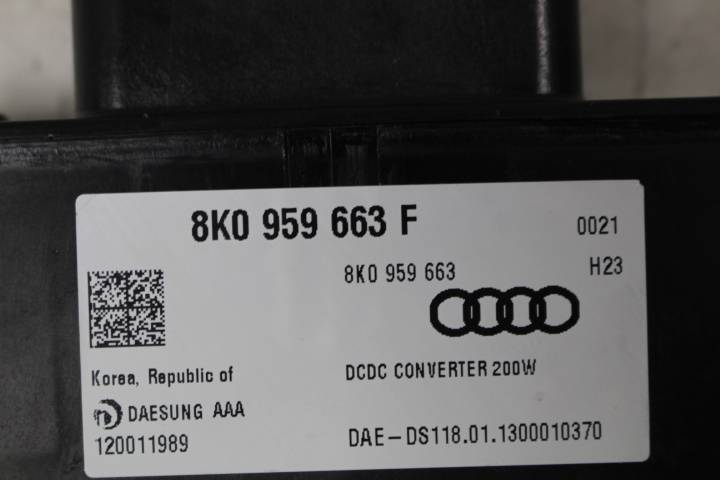 8K0 959 663 F
0021
8K0 959 663
H23
Korea, Republic of
DCDC CONVERTER 200W
DAESUNG AAA
120011989
DAE-DS118.01.1300010370